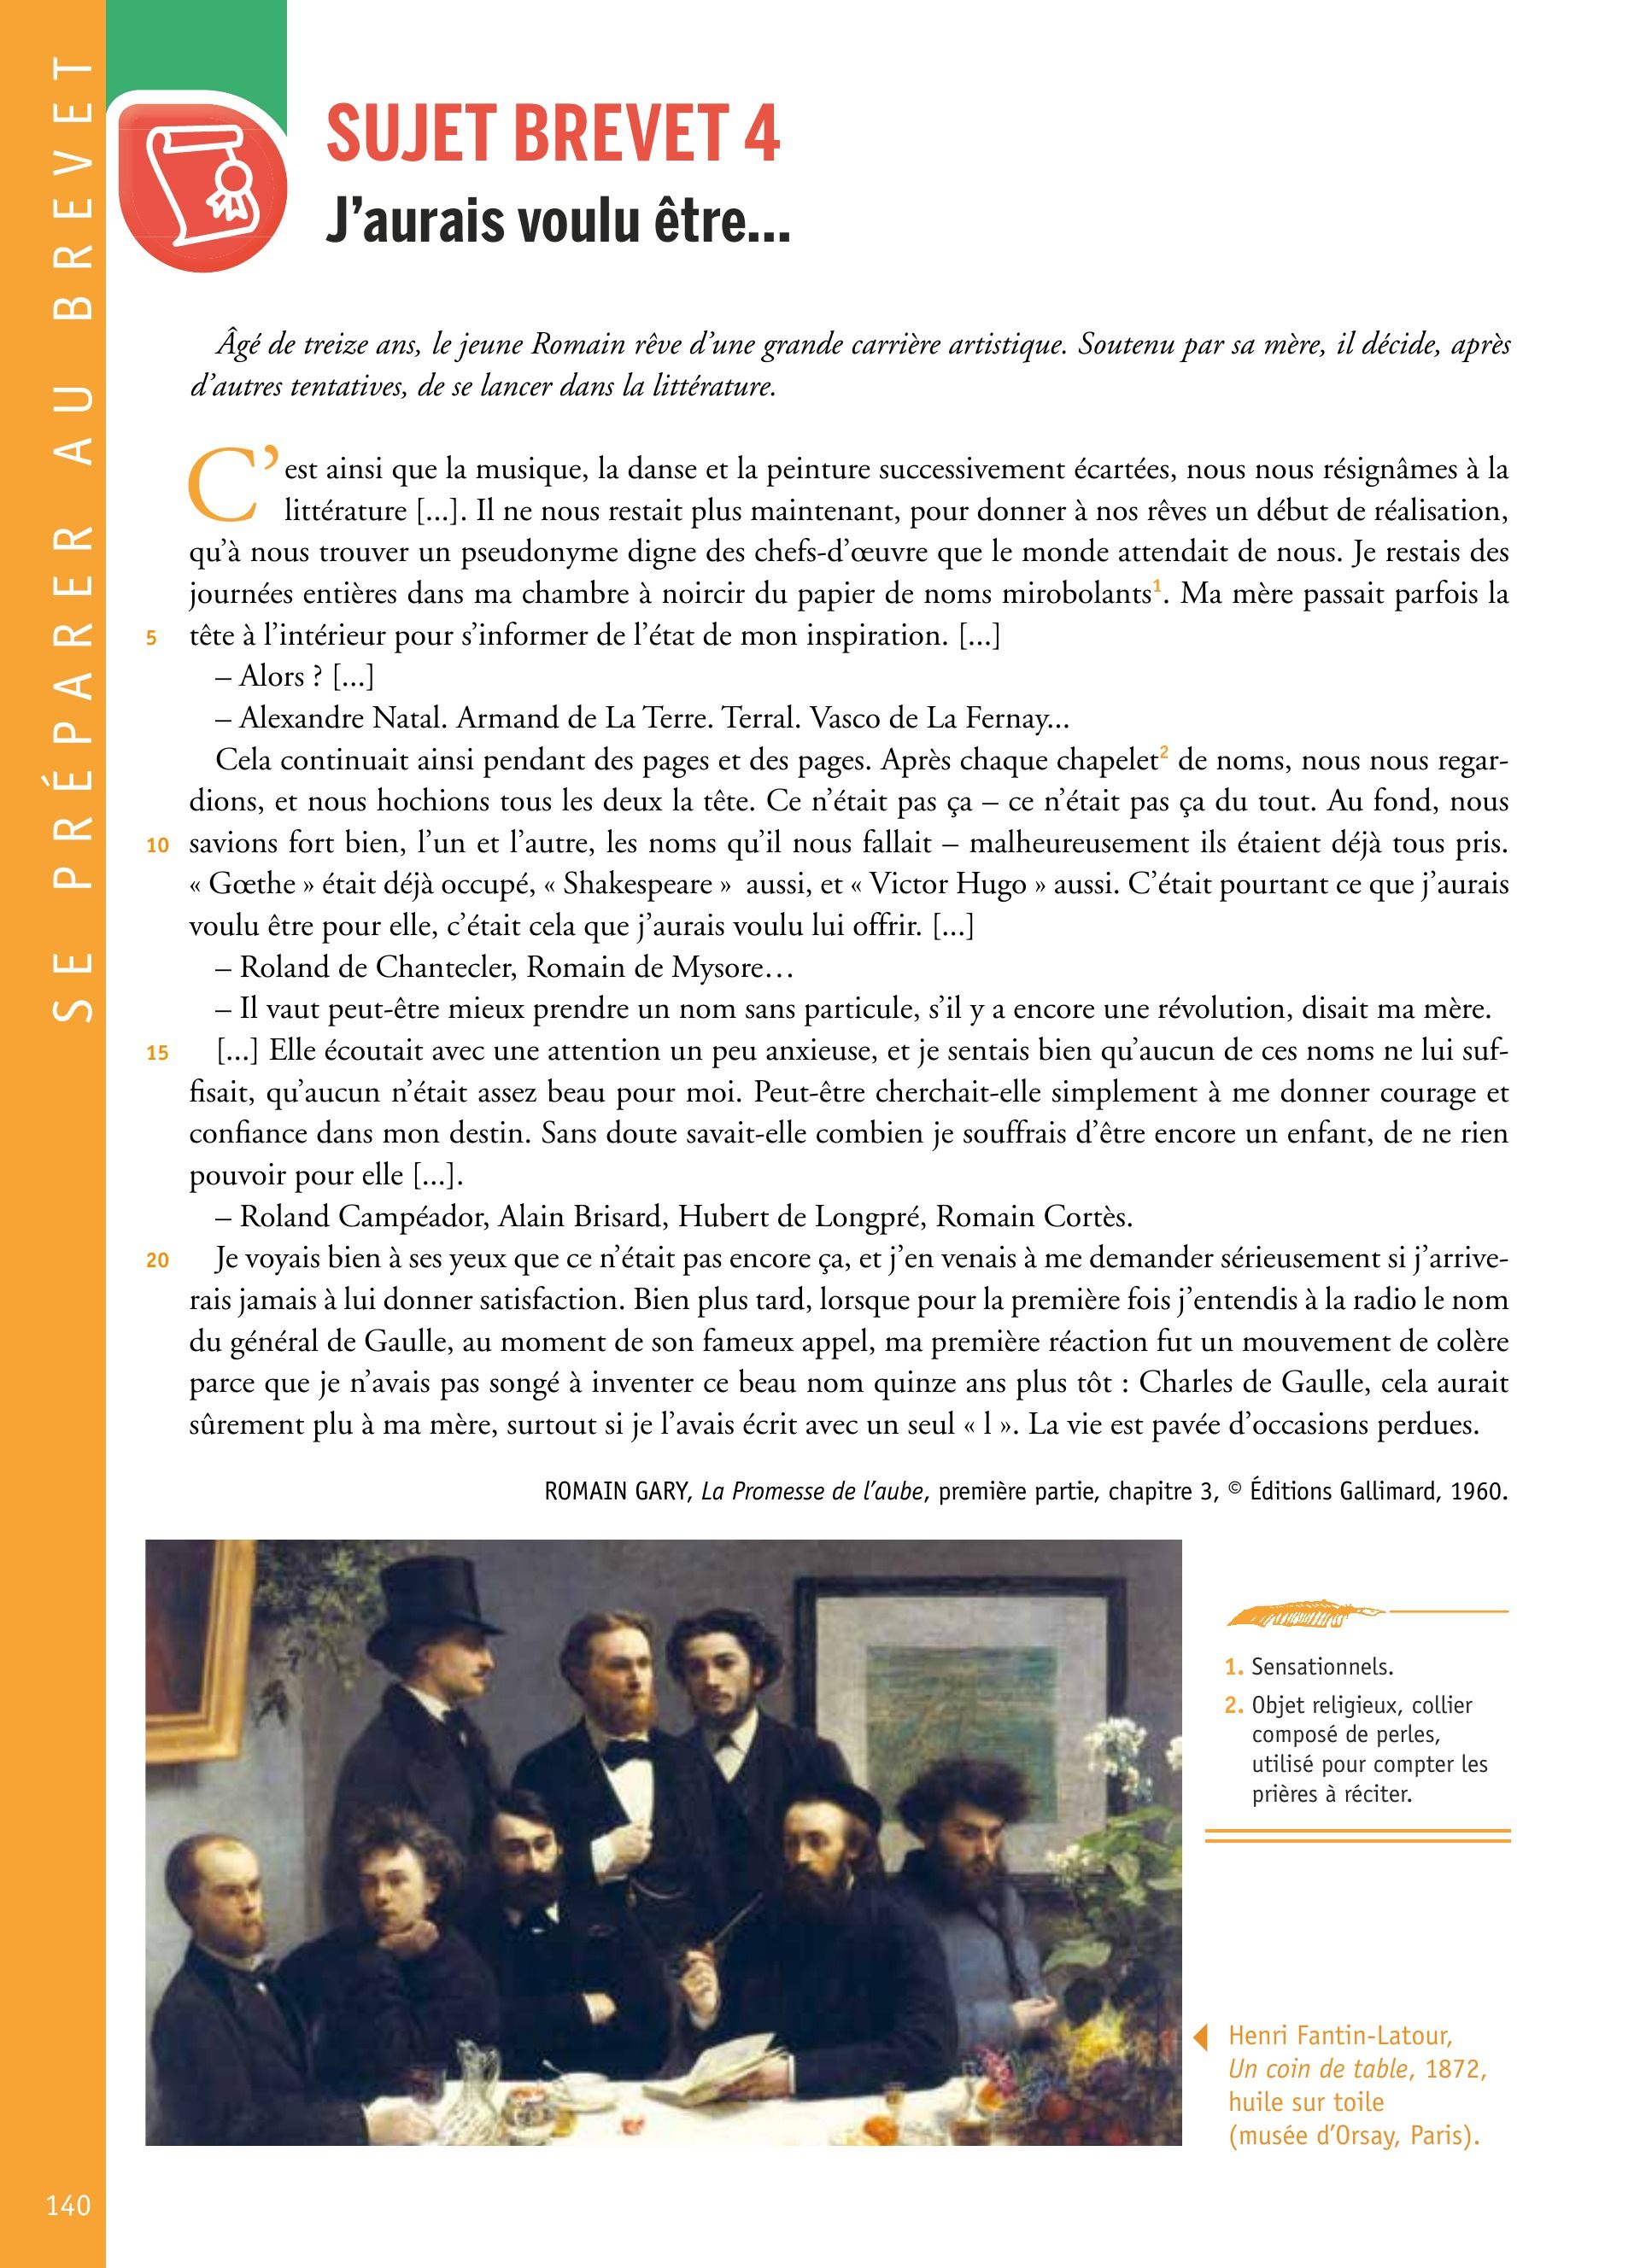 SE PRÉPARER AU BREVET
SUJET BREVET 4
J’aurais voulu être...
Âgé de treize ans, le jeune Romain rêve d’une grande carrière artistique. Soutenu par sa mère, il décide, après
d’autres tentatives, de se lancer dans la littérature.
C’est ainsi que la musique, la danse et la peinture successivement écartées, nous nous résignâmes à la
littérature [...]. Il ne nous restait plus maintenant, pour donner à nos rêves un début de réalisation,
qu’à nous trouver un pseudonyme digne des chefs-d’œuvre que le monde attendait de nous. Je restais des
journées entières dans ma chambre à noircir du papier de noms mirobolants1. Ma mère passait parfois la
5 tête à l’intérieur pour s’informer de l’état de mon inspiration. [...]
– Alors ? [...]
– Alexandre Natal. Armand de La Terre. Terral. Vasco de La Fernay...
Cela continuait ainsi pendant des pages et des pages. Après chaque chapelet2 de noms, nous nous regar-
dions, et nous hochions tous les deux la tête. Ce n’était pas ça – ce n’était pas ça du tout. Au fond, nous
10 savions fort bien, l’un et l’autre, les noms qu’il nous fallait – malheureusement ils étaient déjà tous pris.
« Gœthe » était déjà occupé, « Shakespeare » aussi, et « Victor Hugo » aussi. C’était pourtant ce que j’aurais
voulu être pour elle, c’était cela que j’aurais voulu lui offrir. [...]
– Roland de Chantecler, Romain de Mysore…
– Il vaut peut-être mieux prendre un nom sans particule, s’il y a encore une révolution, disait ma mère.
15 [...] Elle écoutait avec une attention un peu anxieuse, et je sentais bien qu’aucun de ces noms ne lui suf-
fisait, qu’aucun n’était assez beau pour moi. Peut-être cherchait-elle simplement à me donner courage et
confiance dans mon destin. Sans doute savait-elle combien je souffrais d’être encore un enfant, de ne rien
pouvoir pour elle [...].
– Roland Campéador, Alain Brisard, Hubert de Longpré, Romain Cortès.
20 Je voyais bien à ses yeux que ce n’était pas encore ça, et j’en venais à me demander sérieusement si j’arrive-
rais jamais à lui donner satisfaction. Bien plus tard, lorsque pour la première fois j’entendis à la radio le nom
du général de Gaulle, au moment de son fameux appel, ma première réaction fut un mouvement de colère
parce que je n’avais pas songé à inventer ce beau nom quinze ans plus tôt : Charles de Gaulle, cela aurait
sûrement plu à ma mère, surtout si je l’avais écrit avec un seul « l ». La vie est pavée d’occasions perdues.
ROMAIN GARY, La Promesse de l’aube, première partie, chapitre 3, © Éditions Gallimard, 1960.
1. Sensationnels.
2. Objet religieux, collier
composé de perles,
utilisé pour compter les
prières à réciter.
Henri Fantin-Latour,
Un coin de table, 1872,
huile sur toile
(musée d’Orsay, Paris).
140